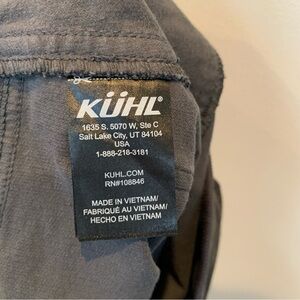 KÜHL®
1635 S. 5070 W, Ste C
Salt Lake City, UT 84104
USA
1-888-218-3181
KUHL.COM
RN#108846
MADE IN VIETNAM/
FABRIQUÉ AU VIETNAM/
HECHO EN VIETNAM